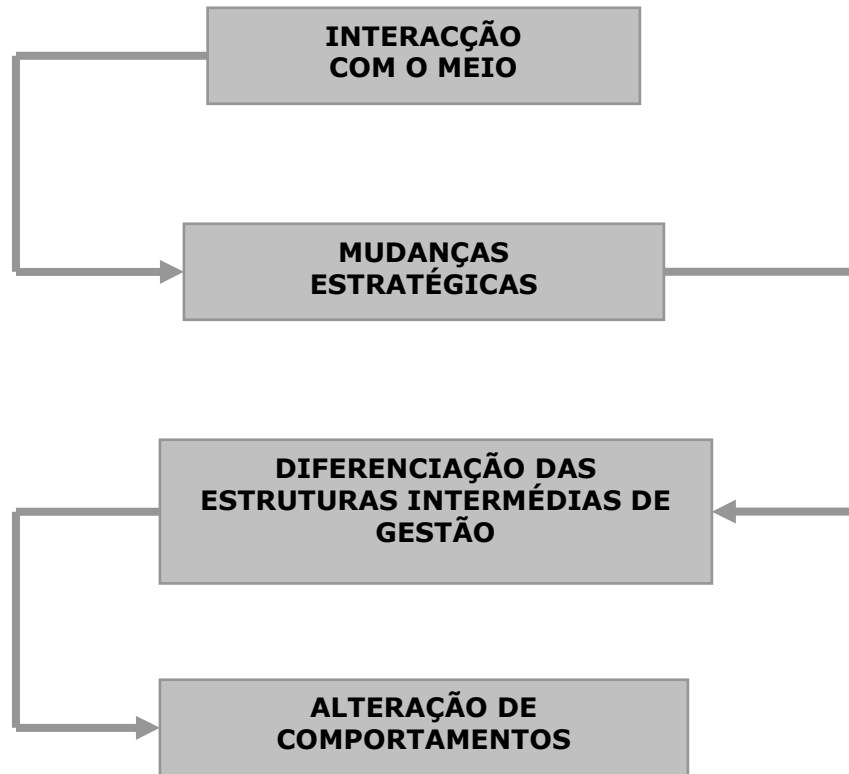 INTERACÇÃO
COM O MEIO
MUDANÇAS
ESTRATÉGICAS
DIFERENCIAÇÃO DAS
ESTRUTURAS INTERMÉDIAS DE
GESTÃO
ALTERAÇÃO DE
COMPORTAMENTOS